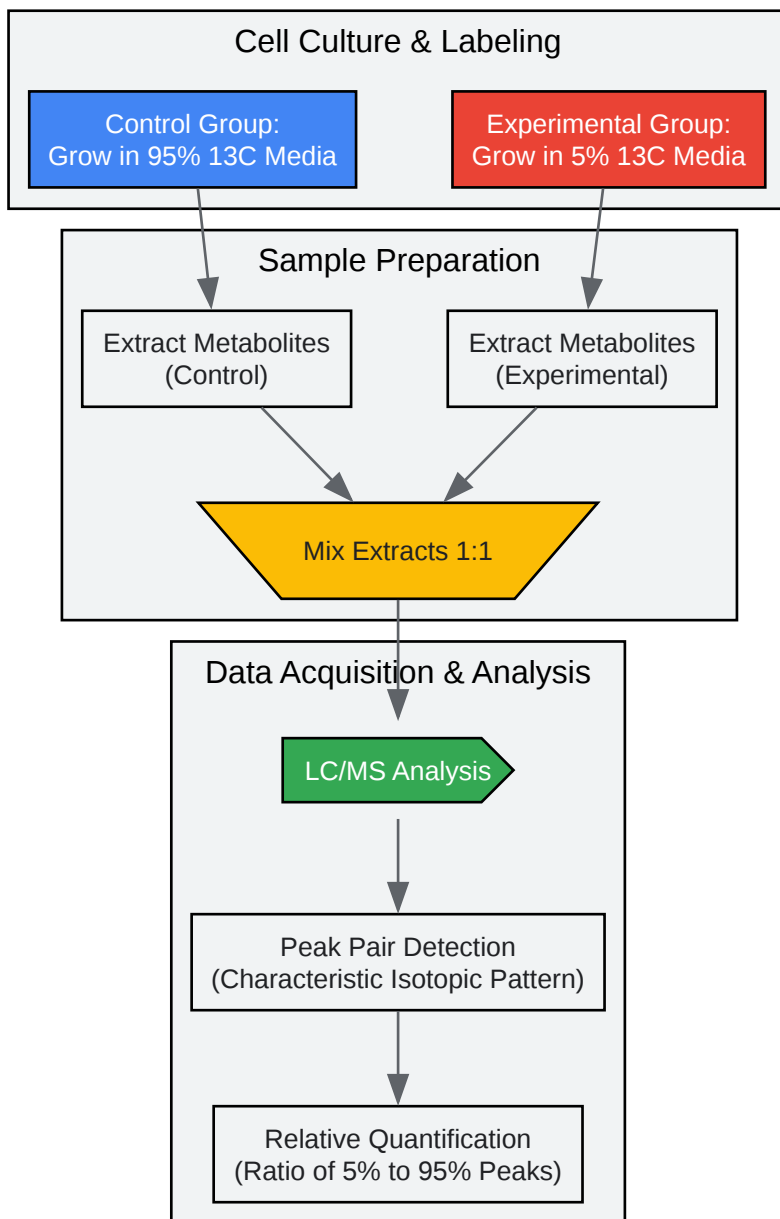 Cell Culture & Labeling
Control Group:
Grow in 95% 13C Media
Experimental Group:
Grow in 5% 13C Media
Sample Preparation
Extract Metabolites
(Control)
Extract Metabolites
(Experimental)
Mix Extracts 1:1
Data Acquisition & Analysis
LC/MS Analysis
Peak Pair Detection
(Characteristic Isotopic Pattern)
Relative Quantification
(Ratio of 5% to 95% Peaks)